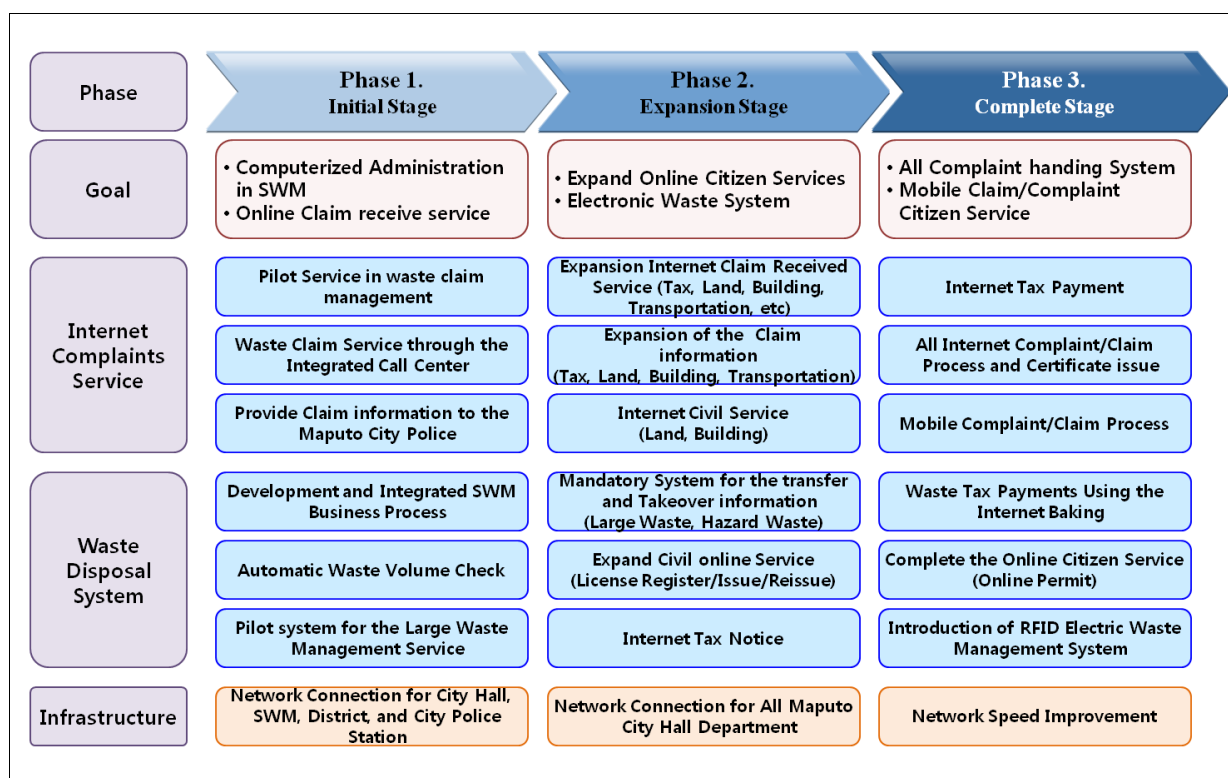 Phase
Phase 1.
Initial Stage
Phase 2.
Expansion Stage
Phase 3.
Complete Stage
Goal
• Computerized Administration
in SWM
• Online Claim receive service
• Expand Online Citizen Services
• Electronic Waste System
• All Complaint handing System
• Mobile Claim/Complaint
Citizen Service
Internet
Complaints
Service
Pilot Service in waste claim
management
Expansion Internet Claim Received
Service (Tax, Land, Building,
Transportation, etc)
Internet Tax Payment
Waste Claim Service through the
Integrated Call Center
Expansion of the Claim
information
(Tax, Land, Building, Transportation)
All Internet Complaint/Claim
Process and Certificate issue
Provide Claim information to the
Maputo City Police
Internet Civil Service
(Land, Building)
Mobile Complaint/Claim Process
Waste
Disposal
System
Development and Integrated SWM
Business Process
Mandatory System for the transfer
and Takeover information
(Large Waste, Hazard Waste)
Waste Tax Payments Using the
Internet Baking
Automatic Waste Volume Check
Expand Civil online Service
(License Register/Issue/Reissue)
Complete the Online Citizen Service
(Online Permit)
Pilot system for the Large Waste
Management Service
Internet Tax Notice
Introduction of RFID Electric Waste
Management System
Infrastructure
Network Connection for City Hall,
SWM, District, and City Police
Station
Network Connection for All Maputo
City Hall Department
Network Speed Improvement